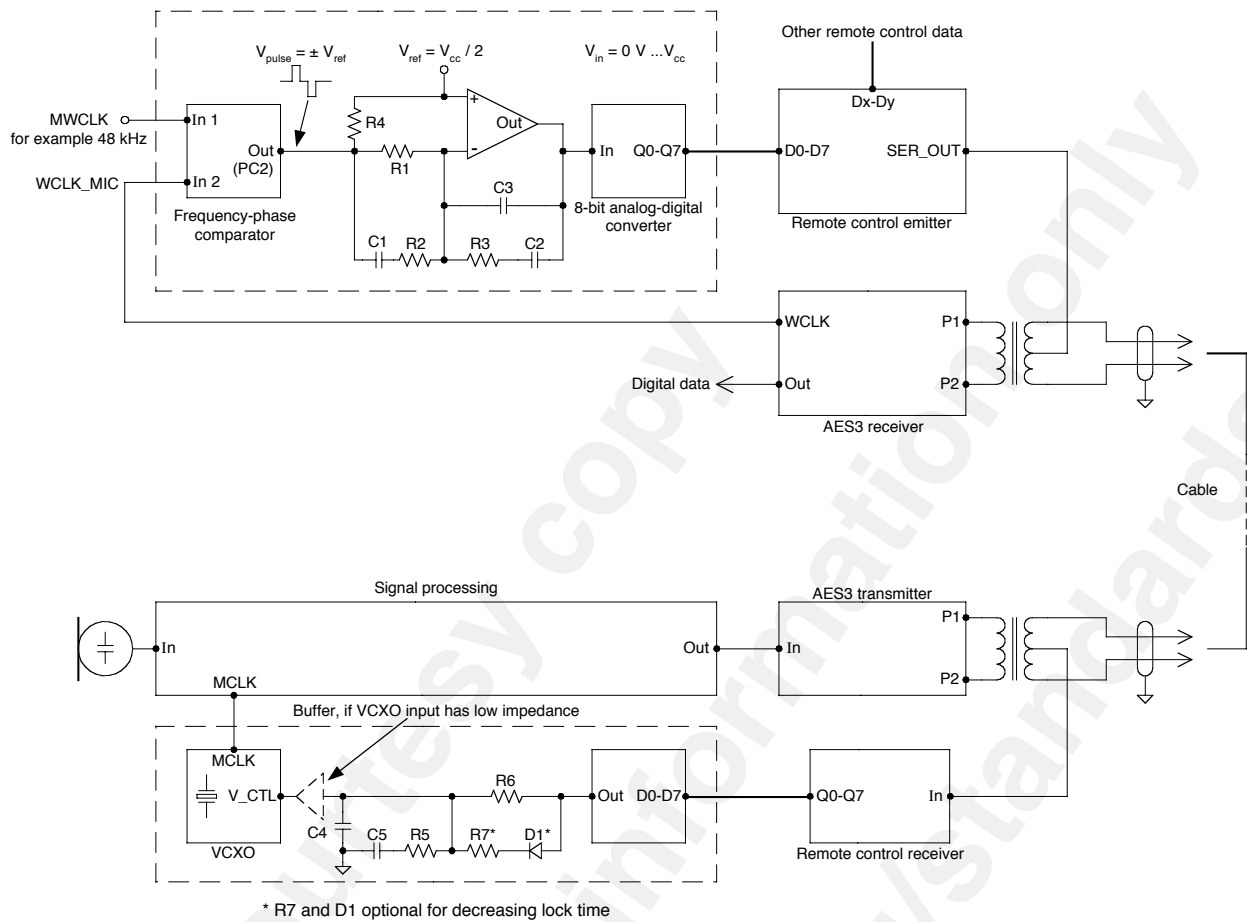 V_pulse = ± V_ref
V_ref = V_cc / 2
V_in = 0 V ...V_cc
Other remote control data
Dx-Dy
MWCLK
for example 48 kHz
In 1
Out
(PC2)
In 2
WCLK_MIC
Frequency-phase
comparator
R4
R1
+
-
Out
C3
C1
R2
R3
C2
In
Q0-Q7
8-bit analog-digital
converter
D0-D7
SER_OUT
Remote control emitter
WCLK
P1
Digital data
Out
P2
AES3 receiver
Cable
Signal processing
AES3 transmitter
In
Out
In
P1
P2
MCLK
Buffer, if VCXO input has low impedance
MCLK
V_CTL
VCXO
C4
C5
R5
R6
R7*
D1*
Out
D0-D7
Q0-Q7
In
Remote control receiver
* R7 and D1 optional for decreasing lock time
courtesy copy
information only
/standards